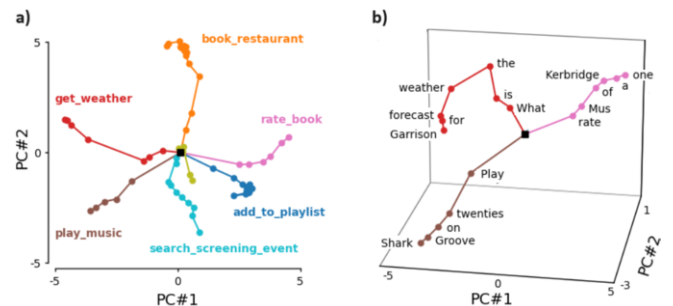 a)
book_restaurant
get_weather
rate_book
add_to_playlist
play_music
search_screening_event
PC#2
5
0
-5
-5
0
5
PC#1
b)
the
weather
is
What
forecast
for
Garrison
Kerbridge
one
of
a
Mus
rate
Play
twenties
on
Shark
Groove
-5
0
5
PC#1
1
-3
PC#2